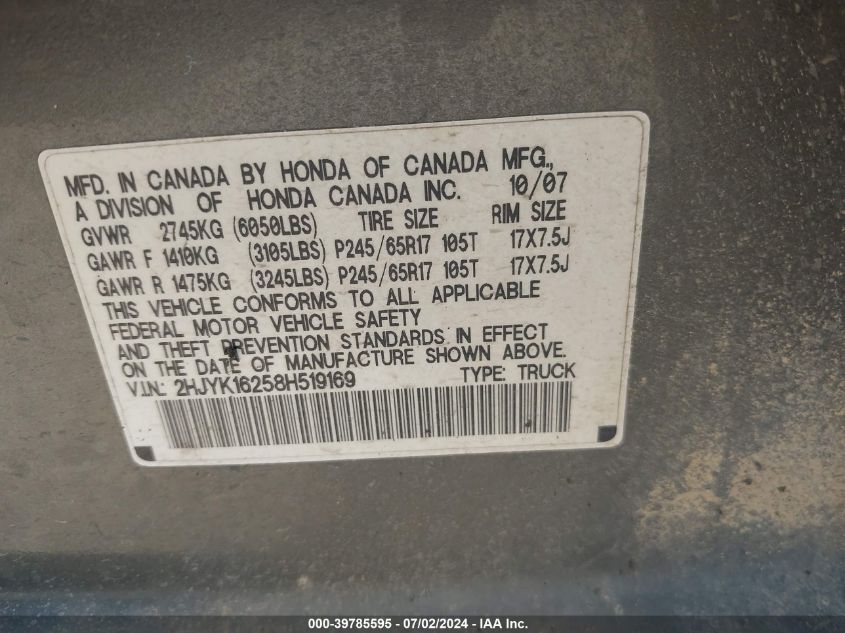 MFD. IN CANADA BY HONDA OF CANADA MFG.,
A DIVISION OF HONDA CANADA INC. 10/07
GVWR 2745KG (6050LBS) TIRE SIZE RIM SIZE
GAWR F 1410KG (3105LBS) P245/65R17 105T 17X7.5J
GAWR R 1475KG (3245LBS) P245/65R17 105T 17X7.5J
THIS VEHICLE CONFORMS TO ALL APPLICABLE
FEDERAL MOTOR VEHICLE SAFETY
AND THEFT PREVENTION STANDARDS IN EFFECT
ON THE DATE OF MANUFACTURE SHOWN ABOVE.
V.I.N.: 2HJYK16258H519169 TYPE: TRUCK
000-39785595 - 07/02/2024 - IAA Inc.